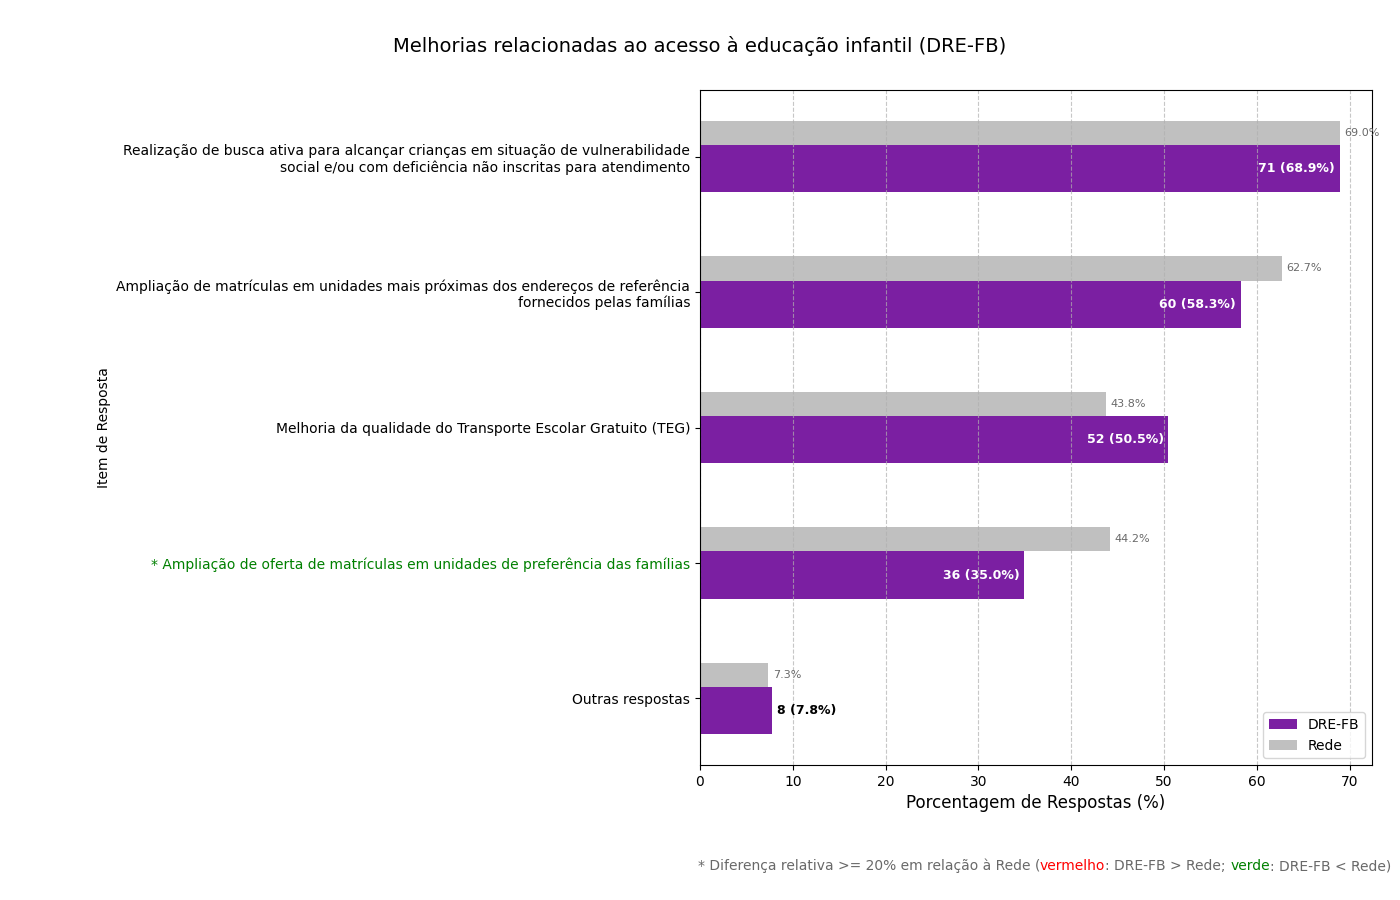 Melhorias relacionadas ao acesso à educação infantil (DRE-FB)
Realização de busca ativa para alcançar crianças em situação de vulnerabilidade
social e/ou com deficiência não inscritas para atendimento
69.0%
71 (68.9%)
Ampliação de matrículas em unidades mais próximas dos endereços de referência
fornecidos pelas famílias
62.7%
60 (58.3%)
Item de Resposta
Melhoria da qualidade do Transporte Escolar Gratuito (TEG)
43.8%
52 (50.5%)
* Ampliação de oferta de matrículas em unidades de preferência das famílias
44.2%
36 (35.0%)
Outras respostas
7.3%
8 (7.8%)
DRE-FB
Rede
0 10 20 30 40 50 60 70
Porcentagem de Respostas (%)
* Diferença relativa >= 20% em relação à Rede (vermelho: DRE-FB > Rede; verde: DRE-FB < Rede)